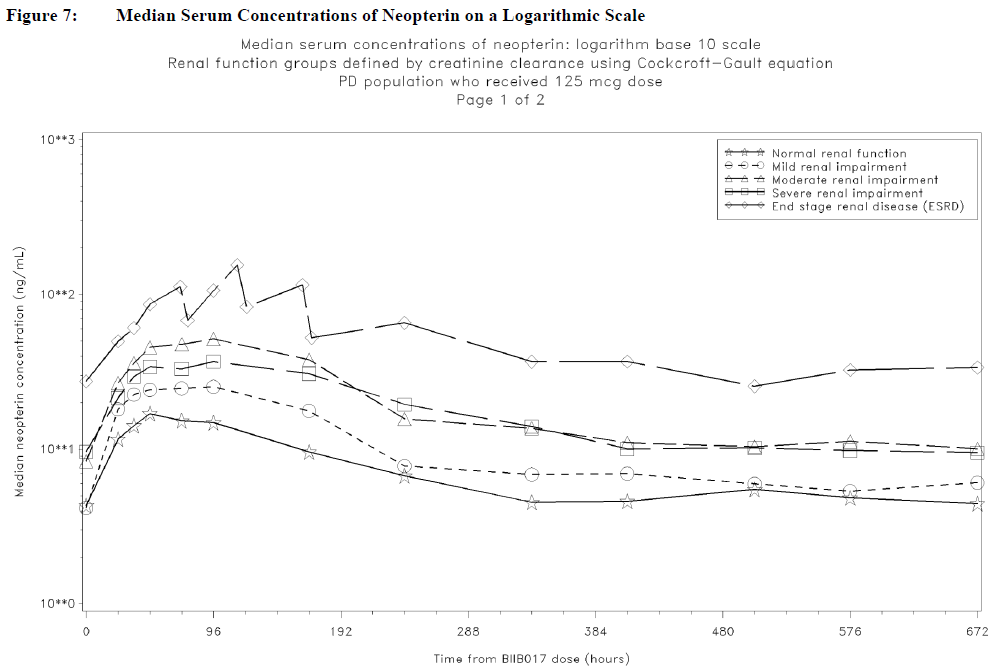 Figure 7: Median Serum Concentrations of Neopterin on a Logarithmic Scale
Median serum concentrations of neopterin: logarithm base 10 scale
Renal function groups defined by creatinine clearance using Cockcroft-Gault equation
PD population who received 125 mcg dose
Page 1 of 2
10**3
Normal renal function
Mild renal impairment
Moderate renal impairment
Severe renal impairment
End stage renal disease (ESRD)
Median neopterin concentration (ng/mL)
10**2
10**1
10**0
0 96 192 288 384 480 576 672
Time from BIIB017 dose (hours)